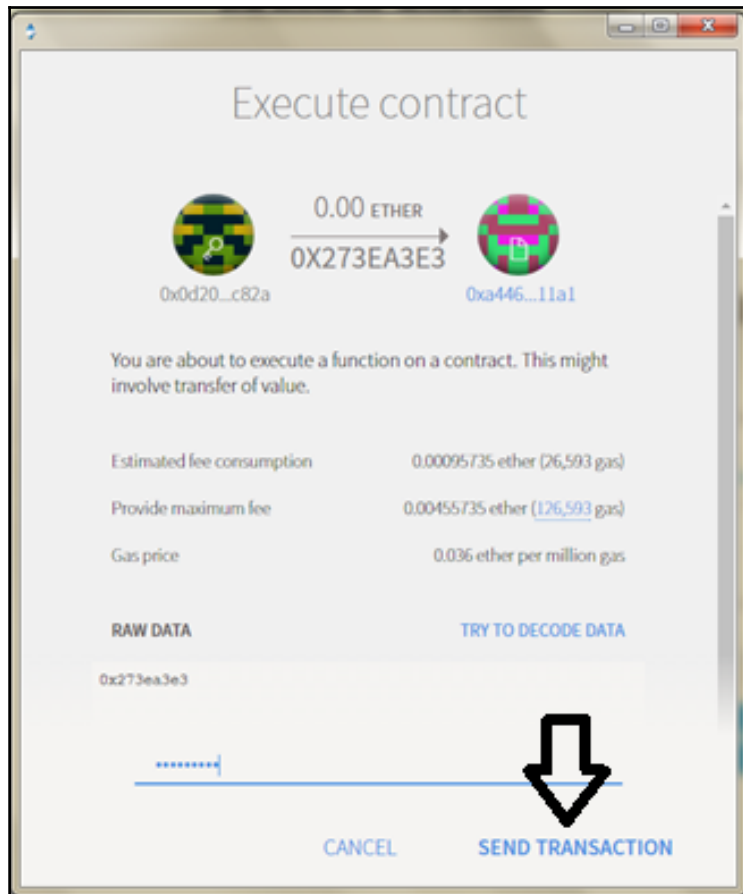 Execute contract
0.00 ETHER
0X273EA3E3
0x0d20...c82a
0xa446...11a1
You are about to execute a function on a contract. This might
involve transfer of value.
Estimated fee consumption 0.00095735 ether (26,593 gas)
Provide maximum fee 0.00455735 ether (126,593 gas)
Gas price 0.036 ether per million gas
RAW DATA TRY TO DECODE DATA
0x273ea3e3
•••••••••
CANCEL SEND TRANSACTION